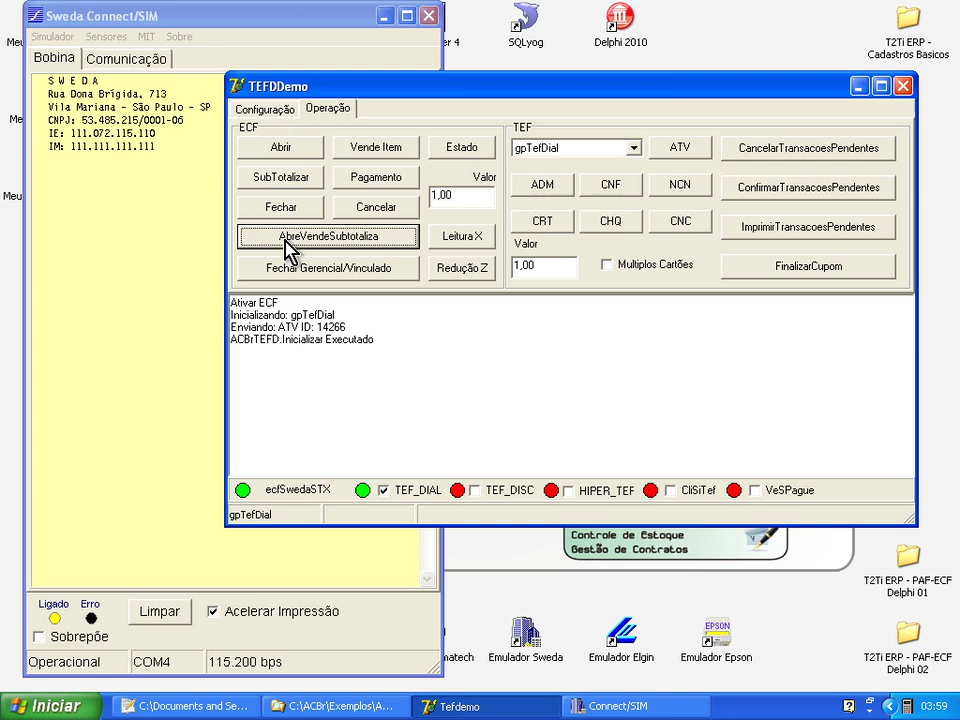 Sweda Connect/SIM
Simulador Sensores MIT Sobre
Bobina Comunicação
S W E D A
Rua Dona Brígida, 713
Vila Mariana - São Paulo - SP
CNPJ: 53.485.215/0001-06
IE: 111.072.115.110
IM: 111.111.111.111
Ligado Erro
Limpar
Acelerar Impressão
Sobrepõe
Operacional COM4 115.200 bps
TEFDDemo
Configuração Operação
ECF
Abrir Vende Item Estado
SubTotalizar Pagamento Valor
1,00
Fechar Cancelar
AbreVendeSubtotaliza Leitura X
Fechar Gerencial/Vinculado Redução Z
TEF
gpTefDial ATV CancelarTransacoesPendentes
ADM CNF NCN ConfirmarTransacoesPendentes
CRT CHQ CNC ImprimirTransacoesPendentes
Valor
1,00 Multiplos Cartões FinalizarCupom
Ativar ECF
Inicializando: gpTefDial
Enviando: ATV ID: 14266
ACBrTEFD.Inicializar Executado
ecfSwedaSTX TEF_DIAL TEF_DISC HIPER_TEF CliSiTef VeSPague
gpTefDial
er 4
SQLyog
Delphi 2010
T2Ti ERP -
Cadastros Basicos
Meu
Me
Meu
Controle de Estoque
Gestão de Contratos
T2Ti ERP - PAF-ECF
Delphi 01
matech
Emulador Sweda
Emulador Elgin
EPSON
Emulador Epson
T2Ti ERP - PAF-ECF
Delphi 02
Iniciar
C:\Documents and Se...
C:\ACBr\Exemplos\A...
Tefdemo
Connect/SIM
03:59